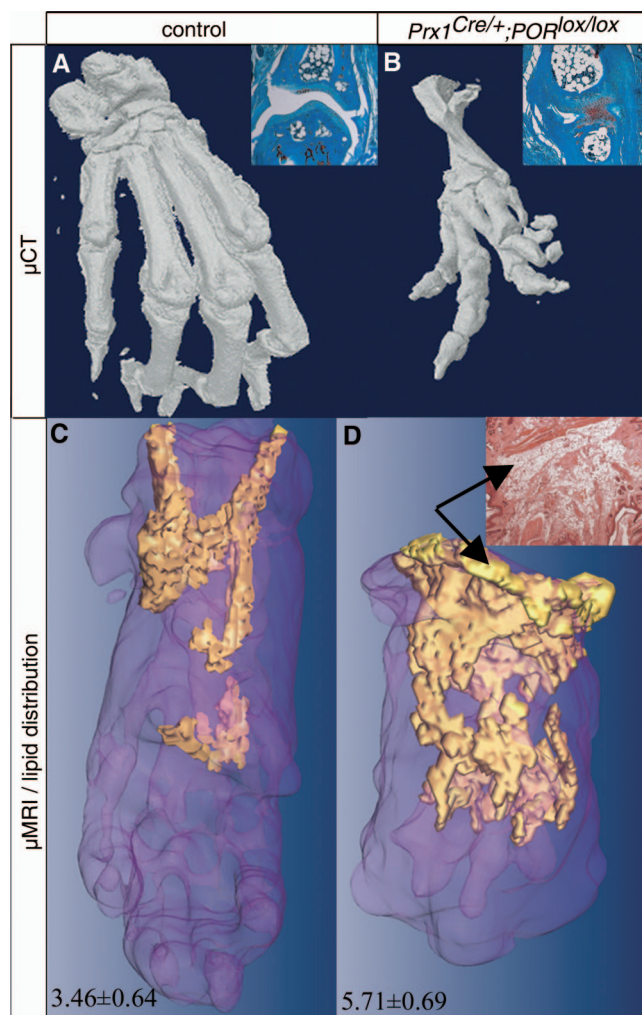 control
Prx1Cre/+;PORlox/lox
A
B
µCT
C
D
µMRI / lipid distribution
3.46±0.64
5.71±0.69